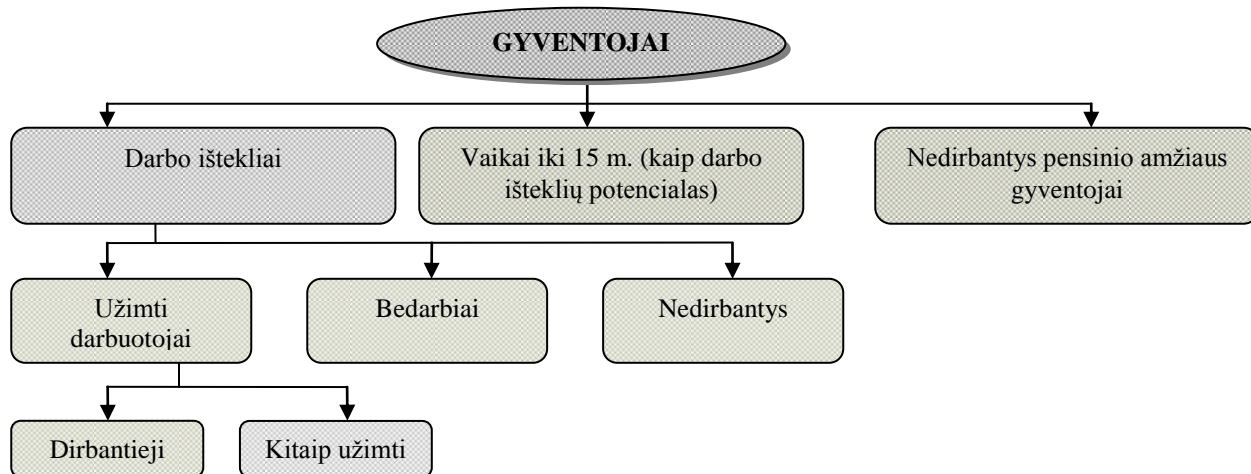 GYVENTOJAI
Darbo ištekliai
Vaikai iki 15 m. (kaip darbo
išteklių potencialas)
Nedirbantys pensinio amžiaus
gyventojai
Užimti
darbuotojai
Bedarbiai
Nedirbantys
Dirbantieji
Kitaip užimti